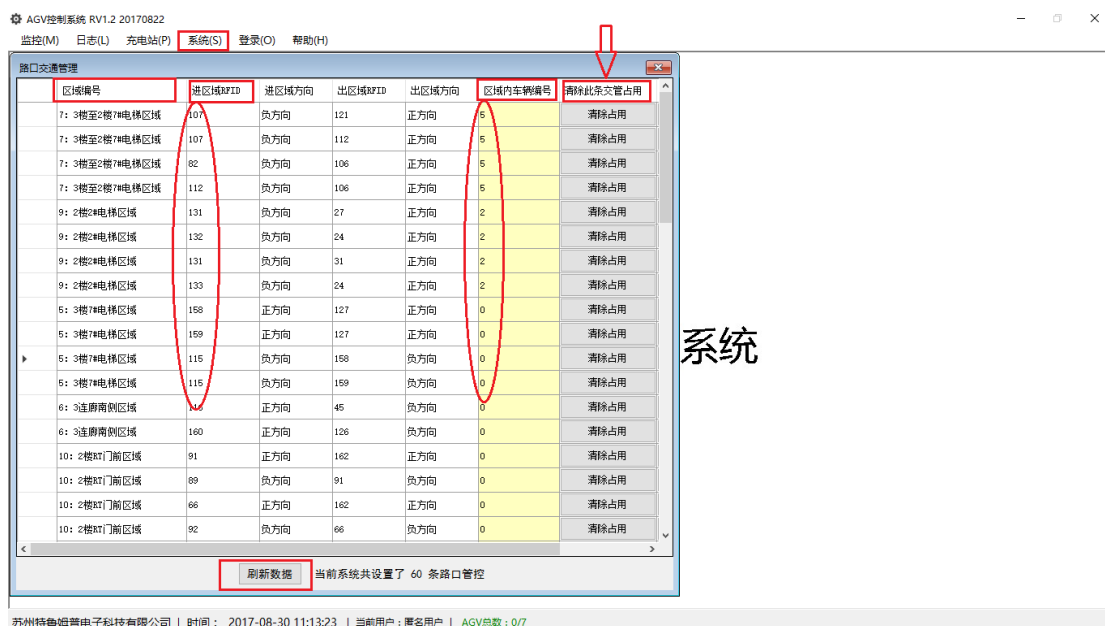 AGV控制系统 RV1.2 20170822
监控(M) 日志(L) 充电站(P) 系统(S) 登录(O) 帮助(H)
路口交通管理
区域编号 进区域RFID 进区域方向 出区域RFID 出区域方向 区域内车辆编号 清除此条交管占用
7: 3楼至2楼7#电梯区域 107 负方向 121 正方向 5 清除占用
7: 3楼至2楼7#电梯区域 107 负方向 112 正方向 5 清除占用
7: 3楼至2楼7#电梯区域 82 负方向 106 正方向 5 清除占用
7: 3楼至2楼7#电梯区域 112 负方向 106 正方向 5 清除占用
9: 2楼2#电梯区域 131 负方向 27 正方向 2 清除占用
9: 2楼2#电梯区域 132 负方向 24 正方向 2 清除占用
9: 2楼2#电梯区域 131 负方向 31 正方向 2 清除占用
9: 2楼2#电梯区域 133 负方向 24 正方向 2 清除占用
5: 3楼7#电梯区域 158 正方向 127 正方向 0 清除占用
5: 3楼7#电梯区域 159 正方向 127 正方向 0 清除占用
5: 3楼7#电梯区域 115 负方向 158 负方向 0 清除占用
5: 3楼7#电梯区域 115 负方向 159 负方向 0 清除占用
6: 3连廊南侧区域 正方向 45 负方向 0 清除占用
6: 3连廊南侧区域 160 正方向 126 负方向 0 清除占用
10: 2楼RT门前区域 91 正方向 162 正方向 0 清除占用
10: 2楼RT门前区域 89 负方向 91 负方向 0 清除占用
10: 2楼RT门前区域 66 正方向 162 正方向 0 清除占用
10: 2楼RT门前区域 92 负方向 66 负方向 0 清除占用
系统
刷新数据 当前系统共设置了 60 条路口管控
苏州特鲁姆普电子科技有限公司 | 时间： 2017-08-30 11:13:23 | 当前用户：匿名用户 | AGV总数：0/7